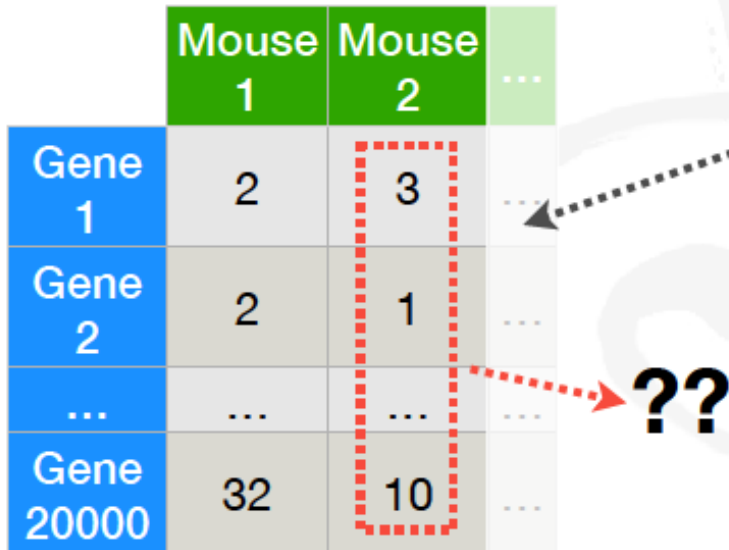 Mouse 1 Mouse 2 ...
Gene 1 2 3 ...
Gene 2 2 1 ...
... ... ... ...
Gene 20000 32 10 ...
??